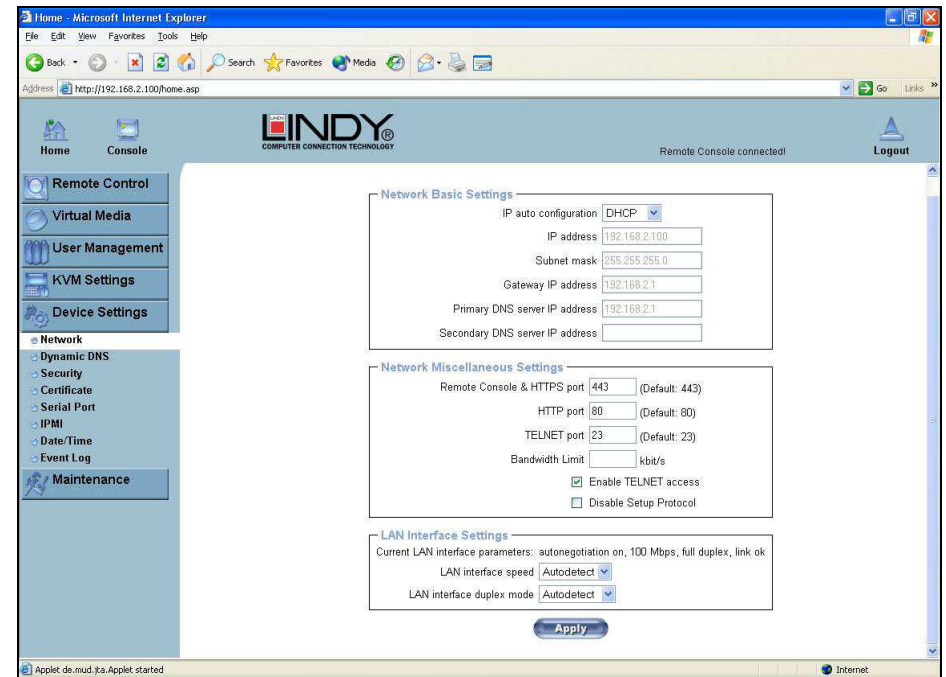 Home - Microsoft Internet Explorer
File Edit View Favorites Tools Help
Back Search Favorites Media
Address http://192.168.2.100/home.asp Go Links »
LINDY®
COMPUTER CONNECTION TECHNOLOGY
Home Console Remote Console connected! Logout
Remote Control
Virtual Media
User Management
KVM Settings
Device Settings
Network
Dynamic DNS
Security
Certificate
Serial Port
IPMI
Date/Time
Event Log
Maintenance
Network Basic Settings
IP auto configuration DHCP
IP address 192.168.2.100
Subnet mask 255.255.255.0
Gateway IP address 192.168.2.1
Primary DNS server IP address 192.168.2.1
Secondary DNS server IP address
Network Miscellaneous Settings
Remote Console & HTTPS port 443 (Default: 443)
HTTP port 80 (Default: 80)
TELNET port 23 (Default: 23)
Bandwidth Limit kbit/s
Enable TELNET access
Disable Setup Protocol
LAN Interface Settings
Current LAN interface parameters: autonegotiation on, 100 Mbps, full duplex, link ok
LAN interface speed Autodetect
LAN interface duplex mode Autodetect
Apply
Applet de.mud.jta.Applet started Internet